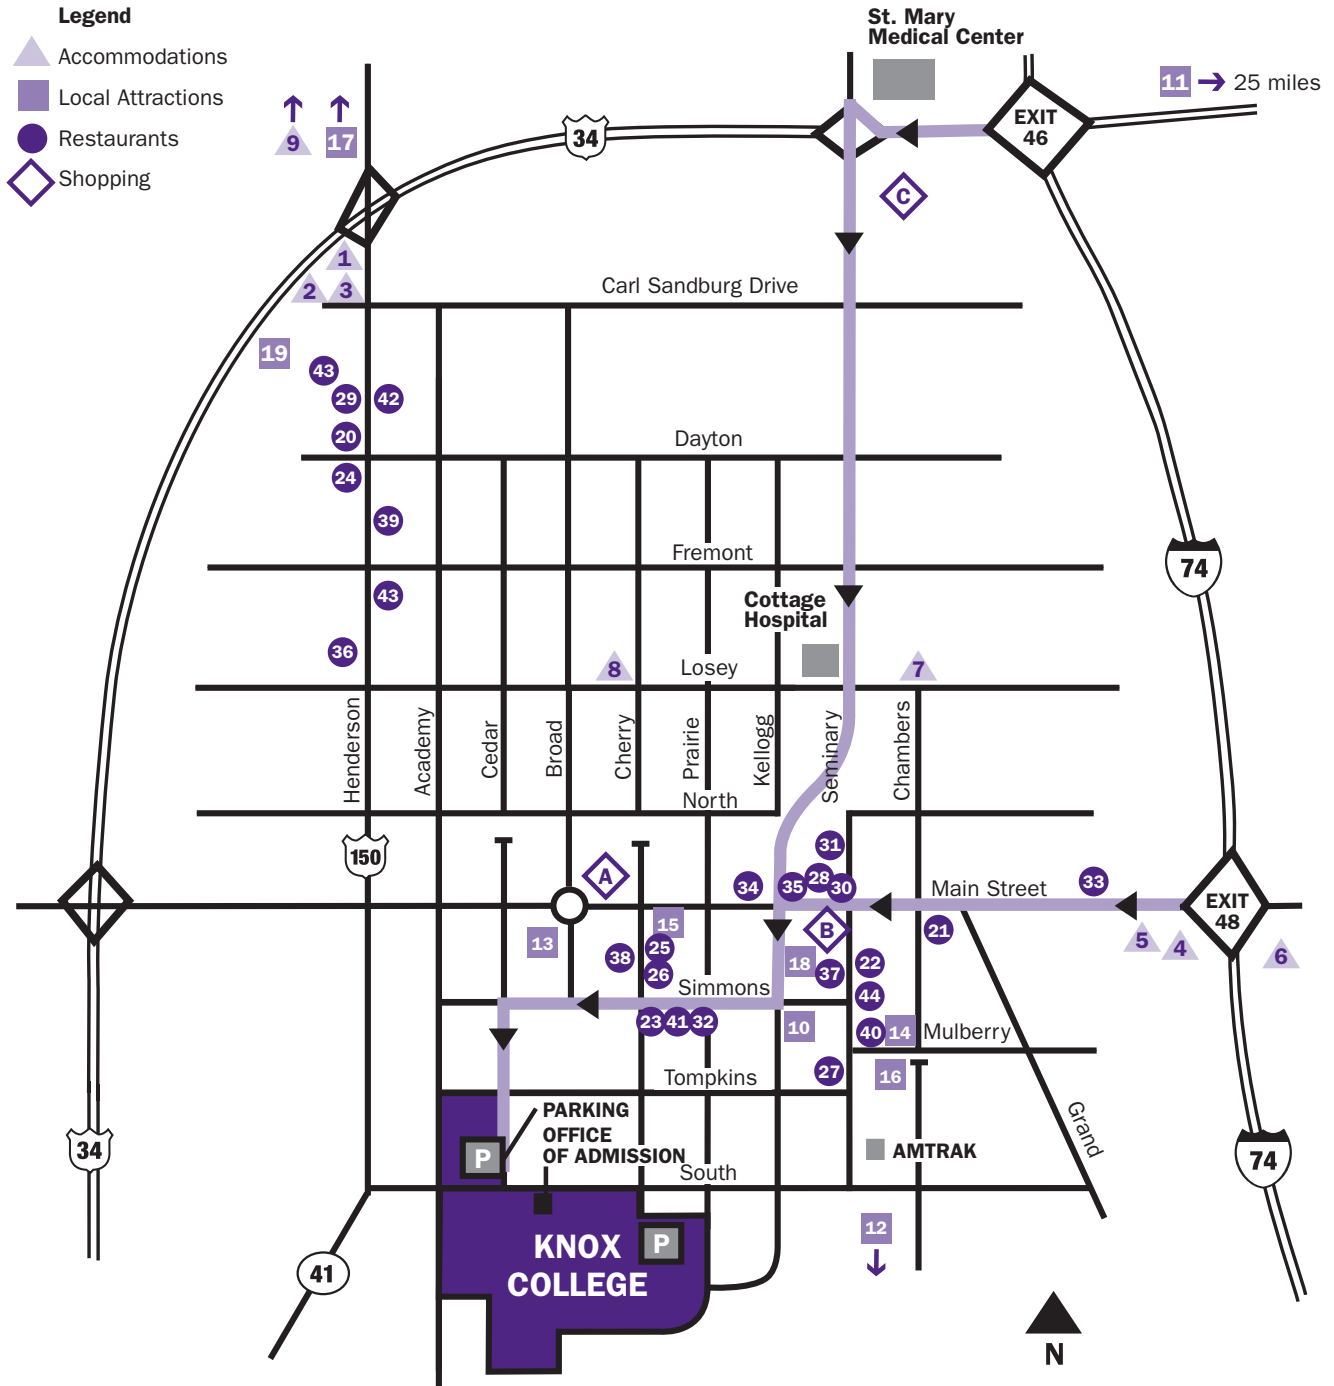 Legend
Accommodations
Local Attractions
Restaurants
Shopping
St. Mary
Medical Center
11 25 miles
EXIT
46
34
9 17
C
1
2 3
Carl Sandburg Drive
19
43
29 42
20
Dayton
24
39
Fremont
74
43
Cottage
Hospital
36
8
Losey
7
Henderson
Academy
Cedar
Broad
Cherry
Prairie
Kellogg
Seminary
Chambers
North
150
31
A
34 35 28 30
Main Street
33
EXIT
48
15
B
21
13
5 4 6
38 25
26
18 37 22
Simmons
44
23 41 32
10
40 14 Mulberry
27
16
Tompkins
PARKING
OFFICE
OF ADMISSION
P
South
AMTRAK
Grand
34
74
12
KNOX
COLLEGE
P
41
N